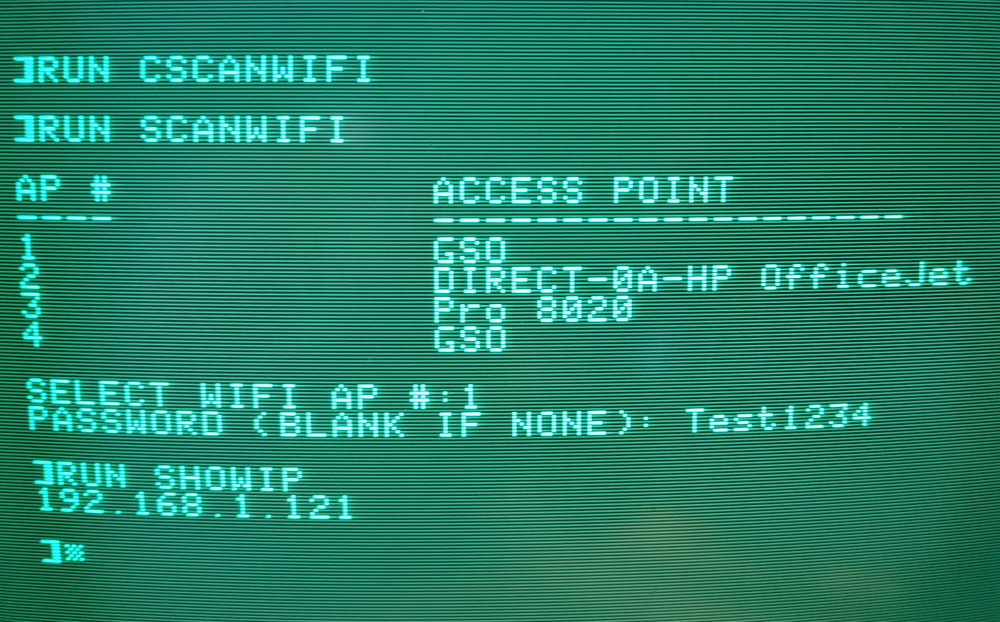 ]RUN CSCANWIFI
]RUN SCANWIFI
AP # ACCESS POINT
---- --------------------
1 GSO
2 DIRECT-0A-HP OfficeJet
3 Pro 8020
4 GSO
SELECT WIFI AP #:1
PASSWORD (BLANK IF NONE): Test1234
]RUN SHOWIP
192.168.1.121
]